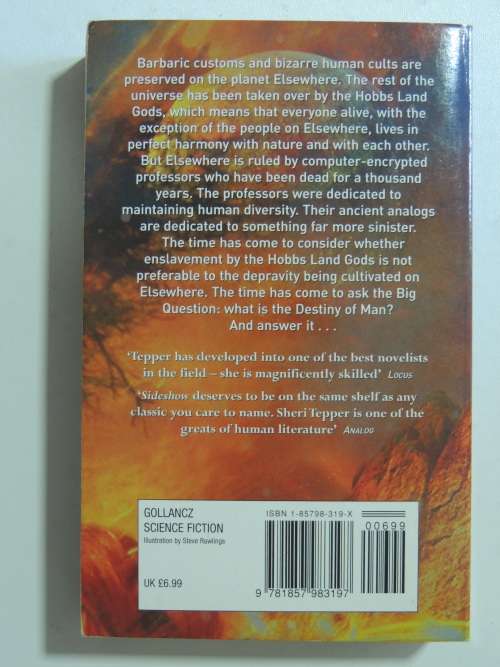 Barbaric customs and bizarre human cults are
preserved on the planet Elsewhere. The rest of the
universe has been taken over by the Hobbs Land
Gods, which means that everyone alive, with the
exception of the people on Elsewhere, lives in
perfect harmony with nature and with each other.
But Elsewhere is ruled by computer-encrypted
professors who have been dead for a thousand
years. The professors were dedicated to
maintaining human diversity. Their ancient analogs
are dedicated to something far more sinister.
The time has come to consider whether
enslavement by the Hobbs Land Gods is not
preferable to the depravity being cultivated on
Elsewhere. The time has come to ask the Big
Question: what is the Destiny of Man?
And answer it . . .
‘Tepper has developed into one of the best novelists
in the field – she is magnificently skilled’ LOCUS
‘Sideshow deserves to be on the same shelf as any
classic you care to name. Sheri Tepper is one of the
greats of human literature’ ANALOG
GOLLANCZ
SCIENCE FICTION
Illustration by Steve Rawlings
UK £6.99
ISBN 1-85798-319-X
00699
9 781857 983197